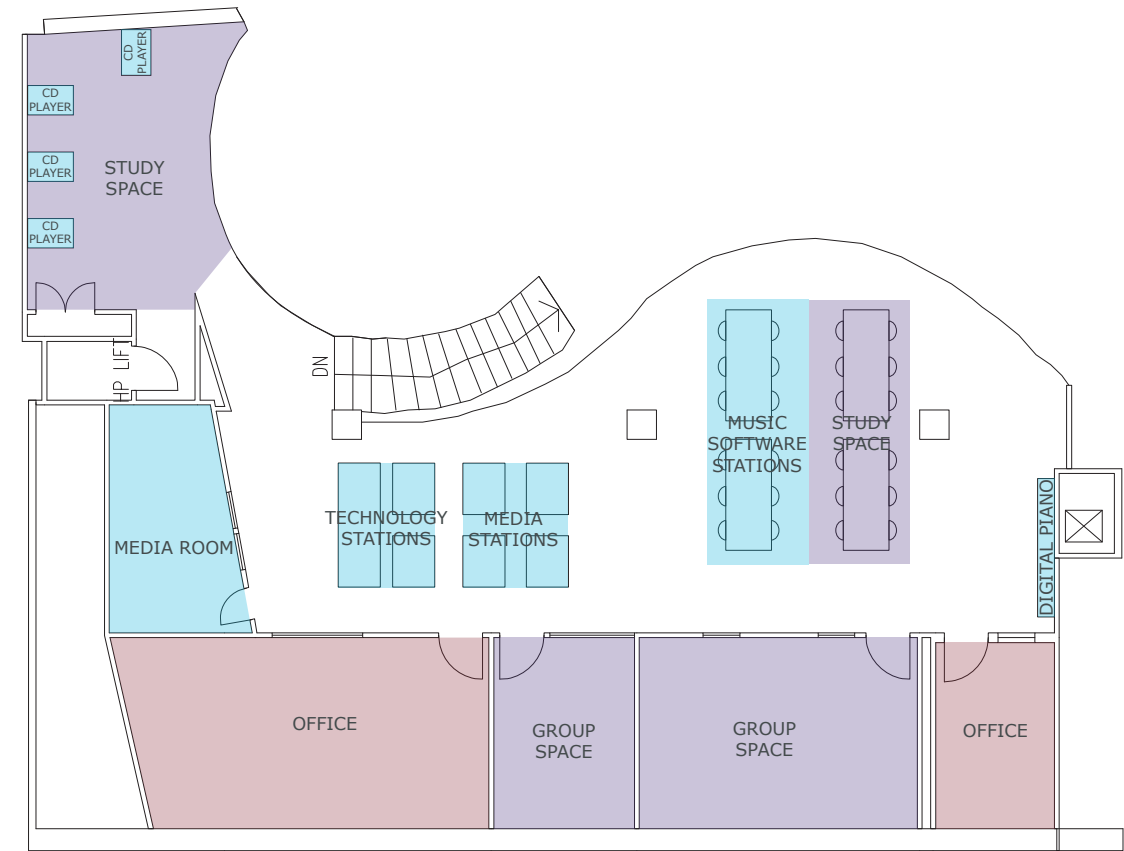 CD
PLAYER
CD
PLAYER
CD
PLAYER
STUDY
SPACE
CD
PLAYER
HP LIFT
DN
MUSIC
SOFTWARE
STATIONS
STUDY
SPACE
TECHNOLOGY
STATIONS
MEDIA
STATIONS
MEDIA ROOM
DIGITAL PIANO
OFFICE
GROUP
SPACE
GROUP
SPACE
OFFICE